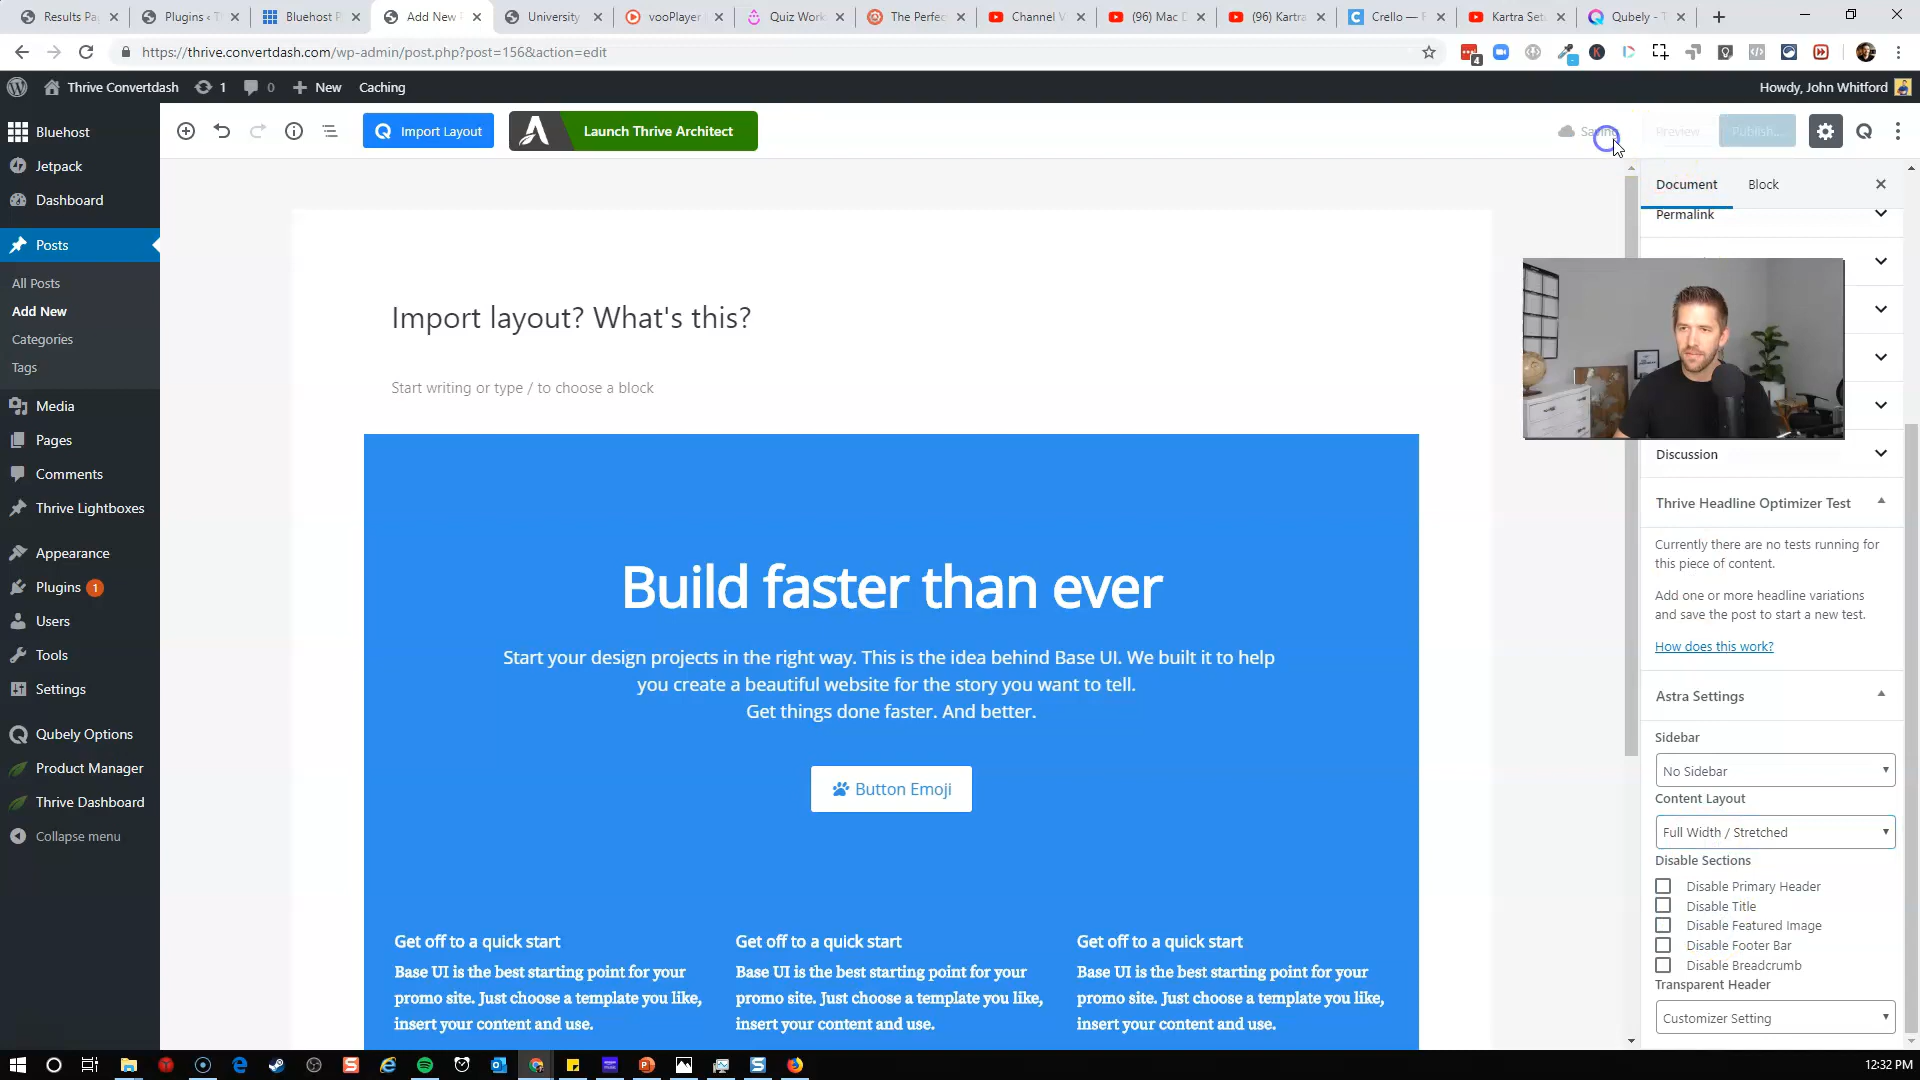 Results Pa
Plugins ‹ T
Bluehost P
Add New P
University
vooPlayer
Quiz Work
The Perfec
Channel V
(96) Mac D
(96) Kartra
Crello — F
Kartra Set
Qubely - T
https://thrive.convertdash.com/wp-admin/post.php?post=156&action=edit
4
Thrive Convertdash
1
0
New
Caching
Howdy, John Whitford
Bluehost
Jetpack
Dashboard
Posts
All Posts
Add New
Categories
Tags
Media
Pages
Comments
Thrive Lightboxes
Appearance
Plugins 1
Users
Tools
Settings
Qubely Options
Product Manager
Thrive Dashboard
Collapse menu
Import Layout
Launch Thrive Architect
Saving
Preview
Publish...
Import layout? What's this?
Start writing or type / to choose a block
Build faster than ever
Start your design projects in the right way. This is the idea behind Base UI. We built it to help
you create a beautiful website for the story you want to tell.
Get things done faster. And better.
Button Emoji
Get off to a quick start
Base UI is the best starting point for your
promo site. Just choose a template you like,
insert your content and use.
Get off to a quick start
Base UI is the best starting point for your
promo site. Just choose a template you like,
insert your content and use.
Get off to a quick start
Base UI is the best starting point for your
promo site. Just choose a template you like,
insert your content and use.
Document
Block
Permalink
Discussion
Thrive Headline Optimizer Test
Currently there are no tests running for
this piece of content.
Add one or more headline variations
and save the post to start a new test.
How does this work?
Astra Settings
Sidebar
No Sidebar
Content Layout
Full Width / Stretched
Disable Sections
Disable Primary Header
Disable Title
Disable Featured Image
Disable Footer Bar
Disable Breadcrumb
Transparent Header
Customizer Setting
12:32 PM